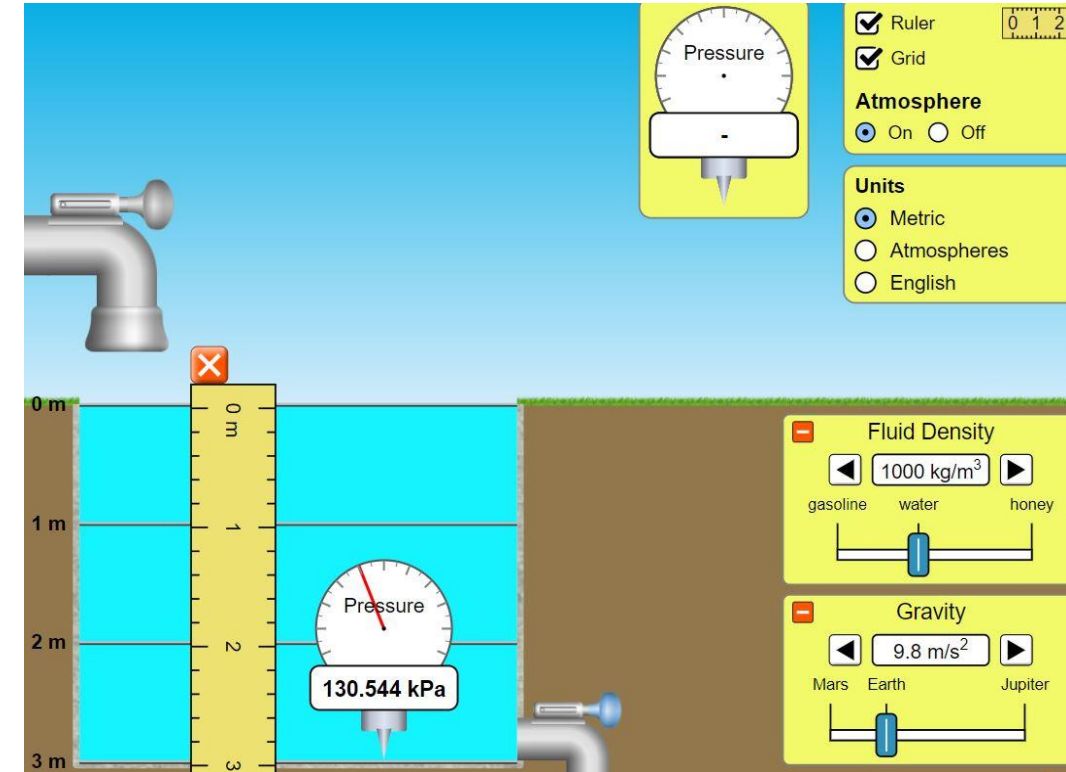 Pressure
-
Ruler
0 1 2
Grid
Atmosphere
On Off
Units
Metric
Atmospheres
English
0 m
0 m
1 m
1
2 m
2
3 m
3
Pressure
130.544 kPa
Fluid Density
1000 kg/m³
gasoline water honey
Gravity
9.8 m/s²
Mars Earth Jupiter